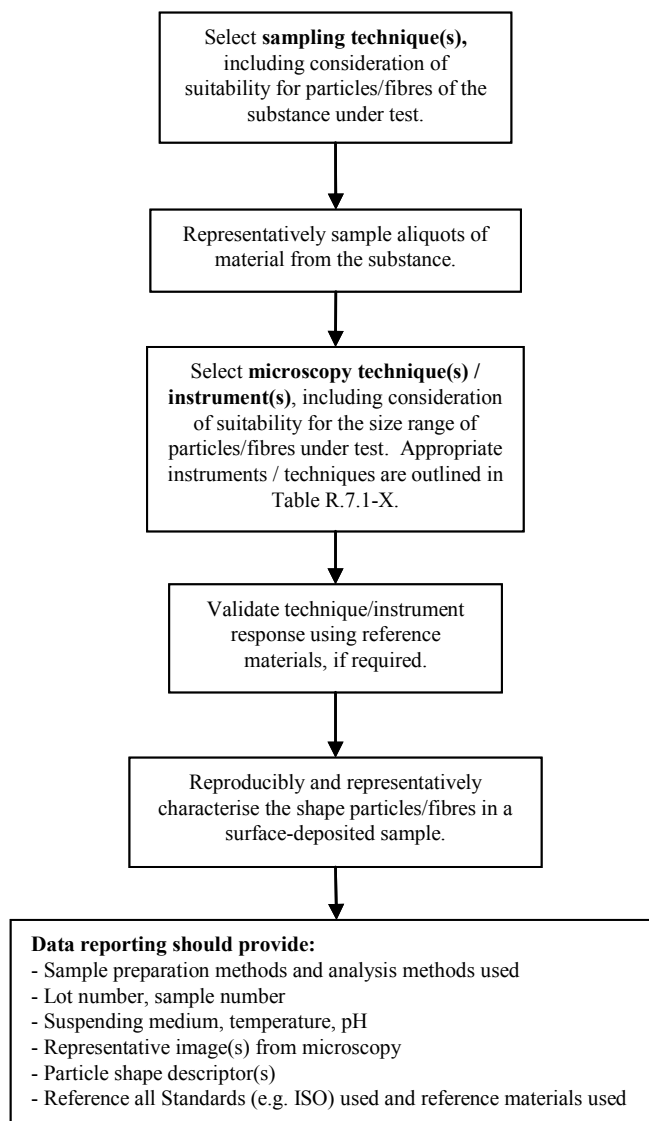 Select sampling technique(s),
including consideration of
suitability for particles/fibres of the
substance under test.
Representatively sample aliquots of
material from the substance.
Select microscopy technique(s) /
instrument(s), including consideration
of suitability for the size range of
particles/fibres under test.  Appropriate
instruments / techniques are outlined in
Table R.7.1-X.
Validate technique/instrument
response using reference
materials, if required.
Reproducibly and representatively
characterise the shape particles/fibres in a
surface-deposited sample.
Data reporting should provide:
- Sample preparation methods and analysis methods used
- Lot number, sample number
- Suspending medium, temperature, pH
- Representative image(s) from microscopy
- Particle shape descriptor(s)
- Reference all Standards (e.g. ISO) used and reference materials used